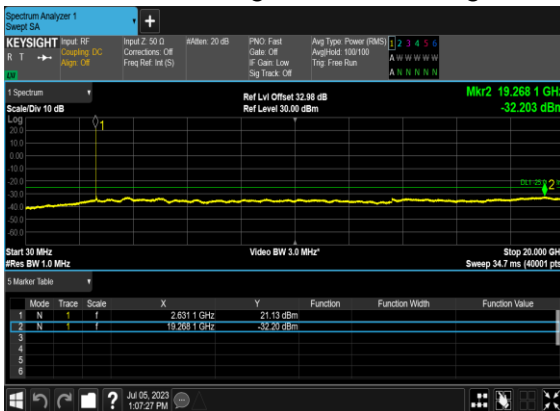 Spectrum Analyzer 1
Swept SA
KEYSIGHT Input: RF Input Z: 50 Ω #Atten: 20 dB PNO: Fast Avg Type: Power (RMS) 1 2 3 4 5 6
R T Coupling: DC Corrections: Off Gate: Off Avg|Hold: 100/100 A W W W W W
Align: Off Freq Ref: Int (S) IF Gain: Low Trig: Free Run
LV Sig Track: Off A N N N N N
1 Spectrum Ref Lvl Offset 32.98 dB Mkr2 19.268 1 GHz
Scale/Div 10 dB Ref Level 30.00 dBm -32.203 dBm
Log
20.0
10.0
0.00
-10.0
-20.0
-30.0
-40.0
-50.0
-60.0
1
2
Start 30 MHz Video BW 3.0 MHz* Stop 20.000 GH
#Res BW 1.0 MHz Sweep 34.7 ms (40001 pts
5 Marker Table
Mode Trace Scale X Y Function Function Width Function Value
1 N 1 f 2.631 1 GHz 21.13 dBm
2 N 1 f 19.268 1 GHz -32.20 dBm
3
4
5
6
? Jul 05, 2023
1:07:27 PM